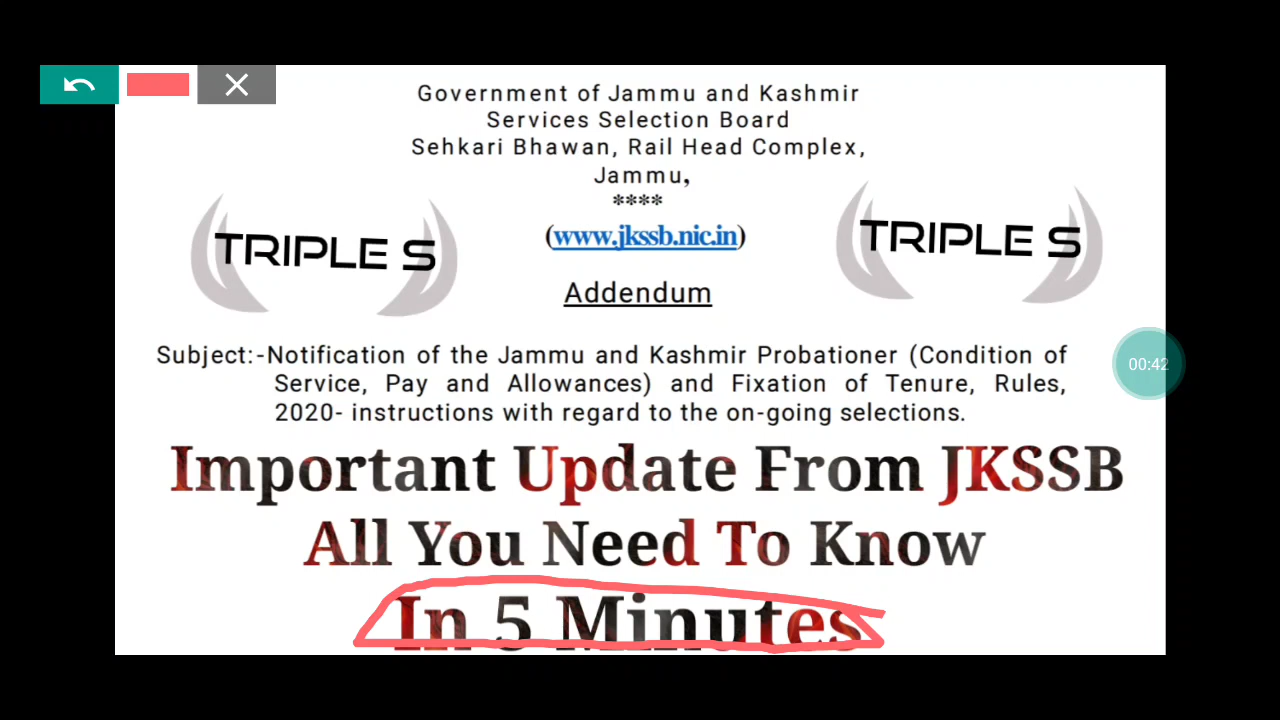 Government of Jammu and Kashmir
Services Selection Board
Sehkari Bhawan, Rail Head Complex,
Jammu,
****
(www.jkssb.nic.in)
TRIPLE S
TRIPLE S
Addendum
Subject:-Notification of the Jammu and Kashmir Probationer (Condition of
Service, Pay and Allowances) and Fixation of Tenure, Rules,
2020- instructions with regard to the on-going selections.
00:42
Important Update From JKSSB
All You Need To Know
In 5 Minutes